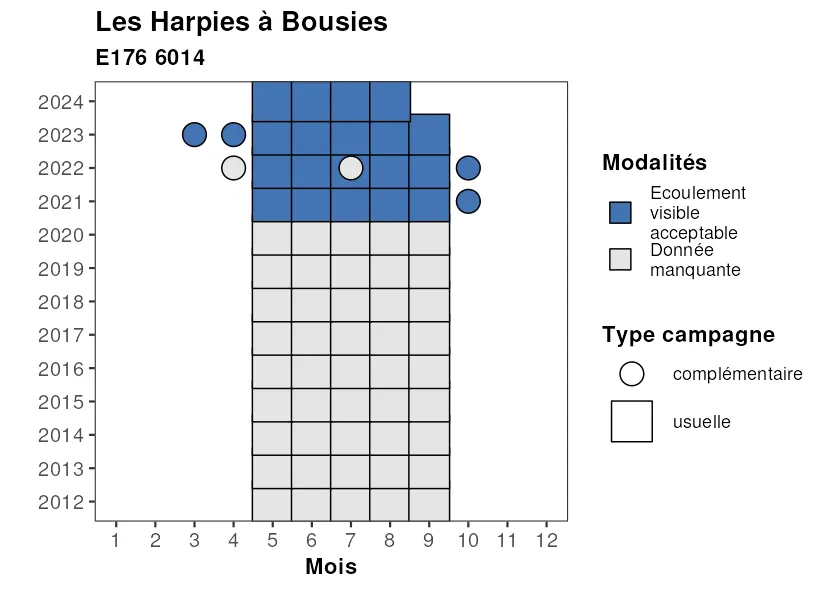 Les Harpies à Bousies
E176 6014
2024
2023
2022
2021
2020
2019
2018
2017
2016
2015
2014
2013
2012
1 2 3 4 5 6 7 8 9 10 11 12
Mois
Modalités
Ecoulement
visible
acceptable
Donnée
manquante
Type campagne
complémentaire
usuelle